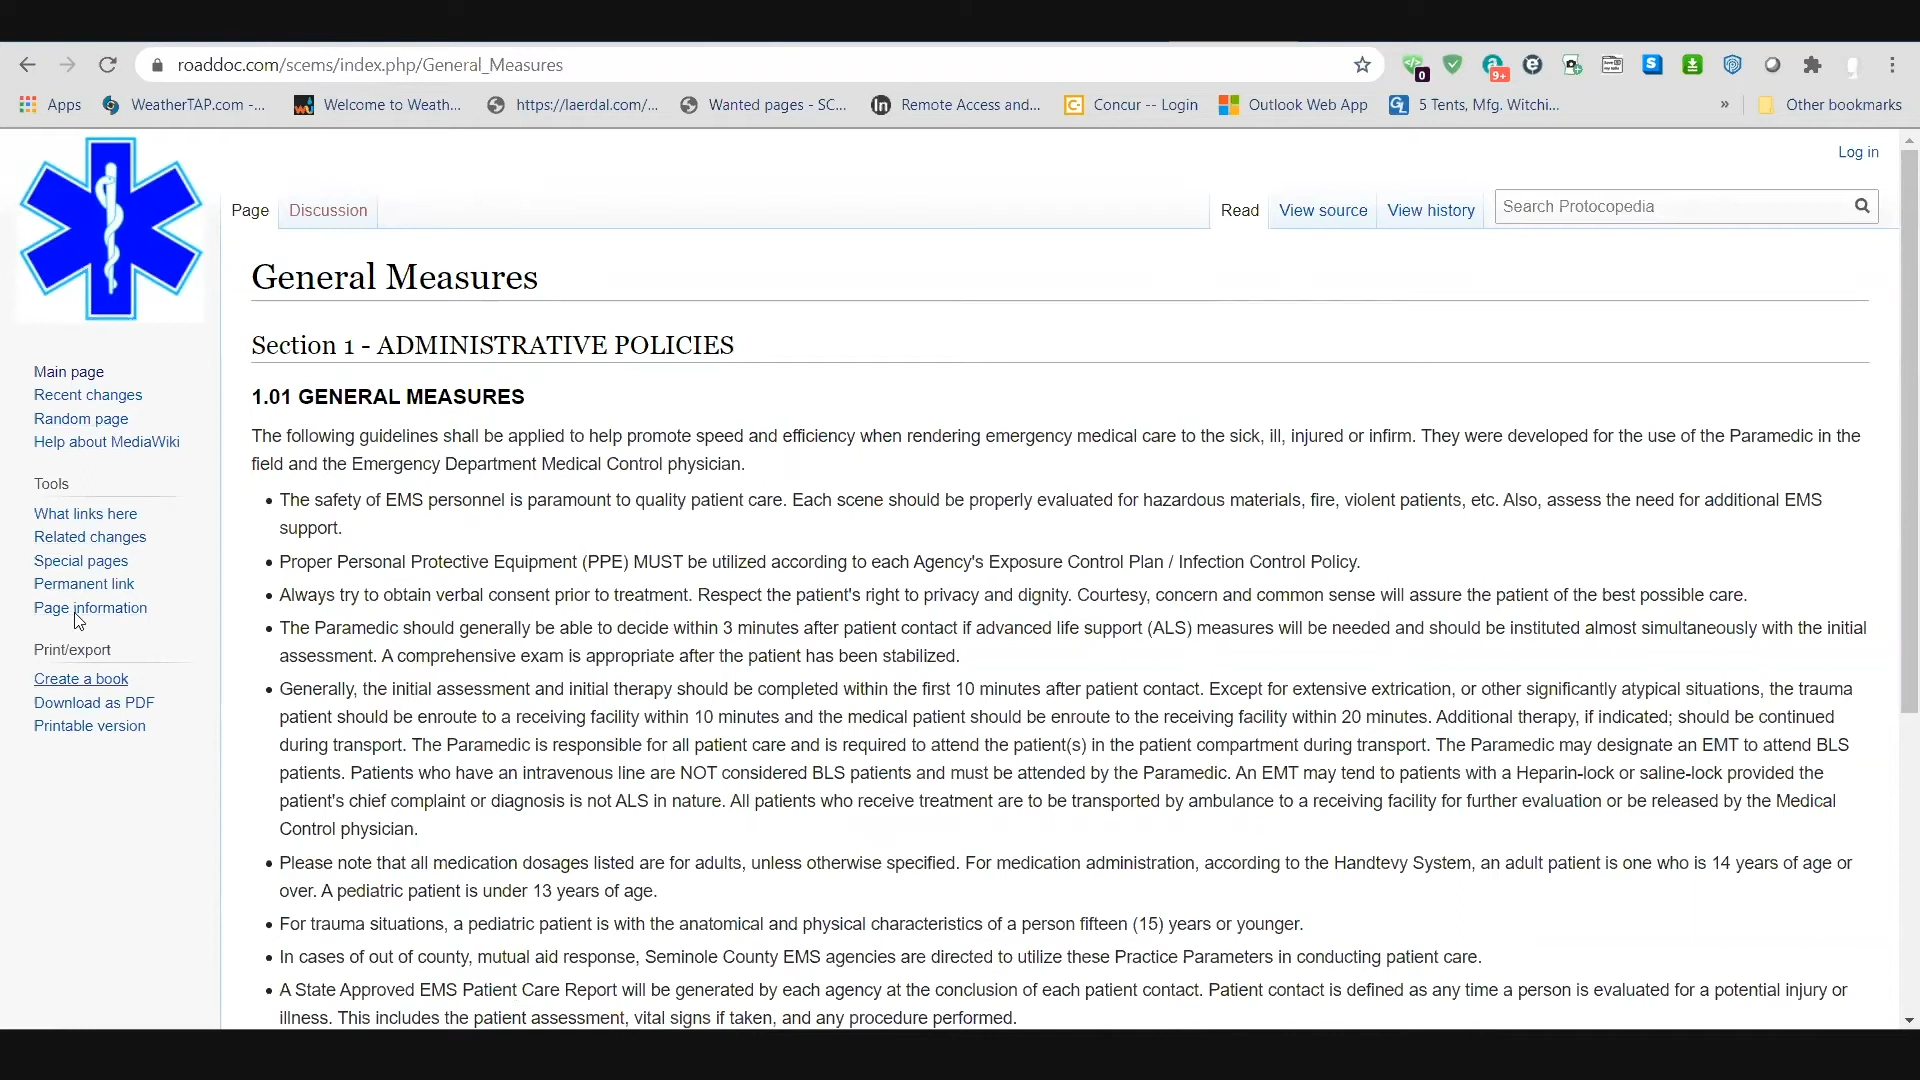 roaddoc.com/scems/index.php/General_Measures
0
9+
Apps
WeatherTAP.com -...
Welcome to Weath...
https://laerdal.com/...
Wanted pages - SC...
Remote Access and...
Concur -- Login
Outlook Web App
5 Tents, Mfg. Witchi...
»
Other bookmarks
Log in
Page
Discussion
Read
View source
View history
Search Protocopedia
General Measures
Section 1 - ADMINISTRATIVE POLICIES
Main page
Recent changes
Random page
Help about MediaWiki
Tools
What links here
Related changes
Special pages
Permanent link
Page information
Print/export
Create a book
Download as PDF
Printable version
1.01 GENERAL MEASURES
The following guidelines shall be applied to help promote speed and efficiency when rendering emergency medical care to the sick, ill, injured or infirm. They were developed for the use of the Paramedic in the
field and the Emergency Department Medical Control physician.
• The safety of EMS personnel is paramount to quality patient care. Each scene should be properly evaluated for hazardous materials, fire, violent patients, etc. Also, assess the need for additional EMS
support.
• Proper Personal Protective Equipment (PPE) MUST be utilized according to each Agency's Exposure Control Plan / Infection Control Policy.
• Always try to obtain verbal consent prior to treatment. Respect the patient's right to privacy and dignity. Courtesy, concern and common sense will assure the patient of the best possible care.
• The Paramedic should generally be able to decide within 3 minutes after patient contact if advanced life support (ALS) measures will be needed and should be instituted almost simultaneously with the initial
assessment. A comprehensive exam is appropriate after the patient has been stabilized.
• Generally, the initial assessment and initial therapy should be completed within the first 10 minutes after patient contact. Except for extensive extrication, or other significantly atypical situations, the trauma
patient should be enroute to a receiving facility within 10 minutes and the medical patient should be enroute to the receiving facility within 20 minutes. Additional therapy, if indicated; should be continued
during transport. The Paramedic is responsible for all patient care and is required to attend the patient(s) in the patient compartment during transport. The Paramedic may designate an EMT to attend BLS
patients. Patients who have an intravenous line are NOT considered BLS patients and must be attended by the Paramedic. An EMT may tend to patients with a Heparin-lock or saline-lock provided the
patient's chief complaint or diagnosis is not ALS in nature. All patients who receive treatment are to be transported by ambulance to a receiving facility for further evaluation or be released by the Medical
Control physician.
• Please note that all medication dosages listed are for adults, unless otherwise specified. For medication administration, according to the Handtevy System, an adult patient is one who is 14 years of age or
over. A pediatric patient is under 13 years of age.
• For trauma situations, a pediatric patient is with the anatomical and physical characteristics of a person fifteen (15) years or younger.
• In cases of out of county, mutual aid response, Seminole County EMS agencies are directed to utilize these Practice Parameters in conducting patient care.
• A State Approved EMS Patient Care Report will be generated by each agency at the conclusion of each patient contact. Patient contact is defined as any time a person is evaluated for a potential injury or
illness. This includes the patient assessment, vital signs if taken, and any procedure performed.